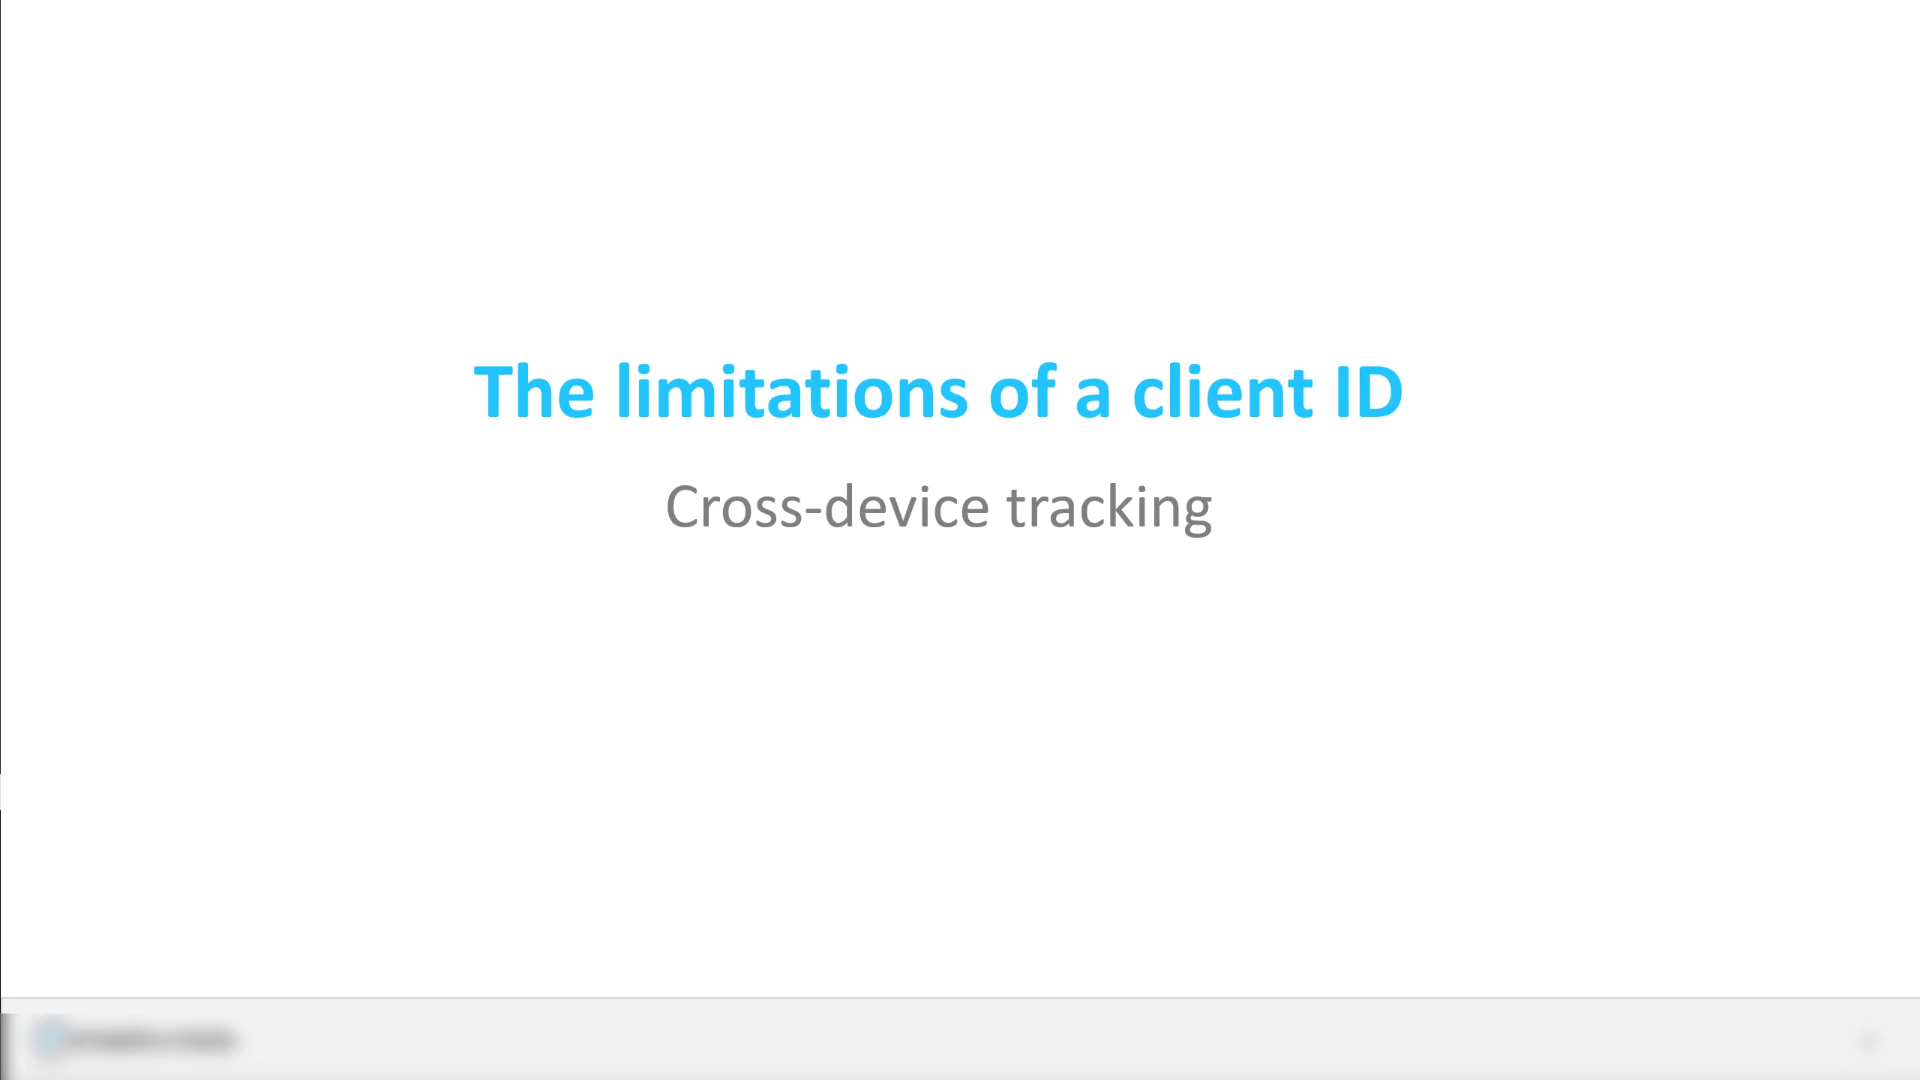 The limitations of a client ID
Cross-device tracking